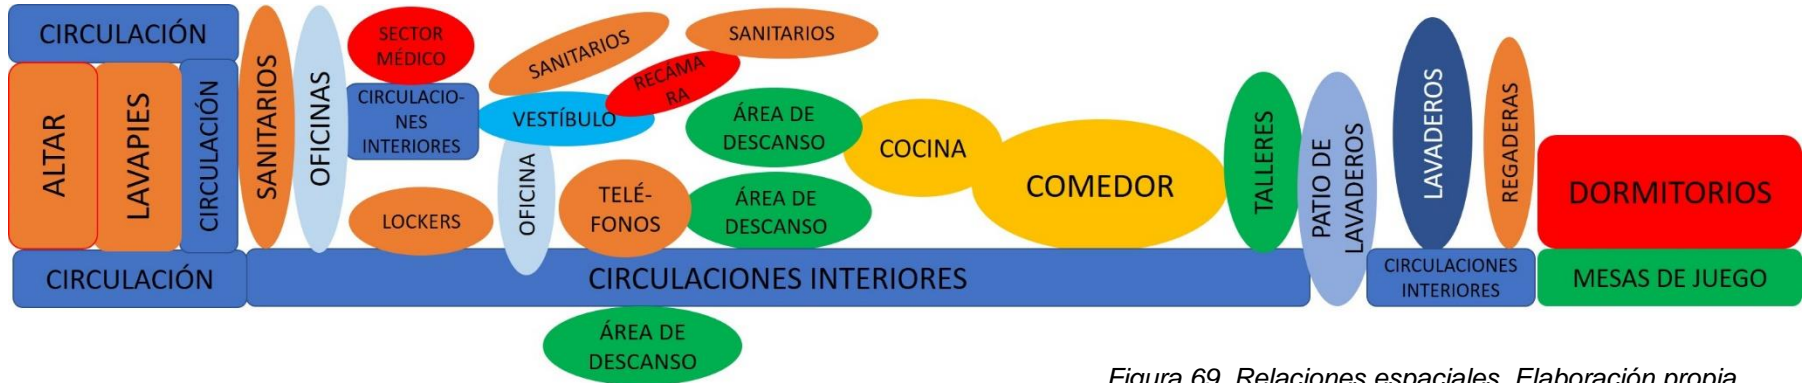 CIRCULACIÓN
ALTAR
LAVAPIES
CIRCULACIÓN
CIRCULACIÓN
SANITARIOS
OFICINAS
SECTOR
MÉDICO
CIRCULACIO-
NES
INTERIORES
LOCKERS
SANITARIOS
VESTÍBULO
OFICINA
RECÁMA
RA
SANITARIOS
TELÉ-
FONOS
ÁREA DE
DESCANSO
ÁREA DE
DESCANSO
COCINA
COMEDOR
TALLERES
PATIO DE
LAVADEROS
LAVADEROS
REGADERAS
DORMITORIOS
CIRCULACIONES INTERIORES
CIRCULACIONES
INTERIORES
MESAS DE JUEGO
ÁREA DE
DESCANSO
Figura 69. Relaciones espaciales. Elaboración propia